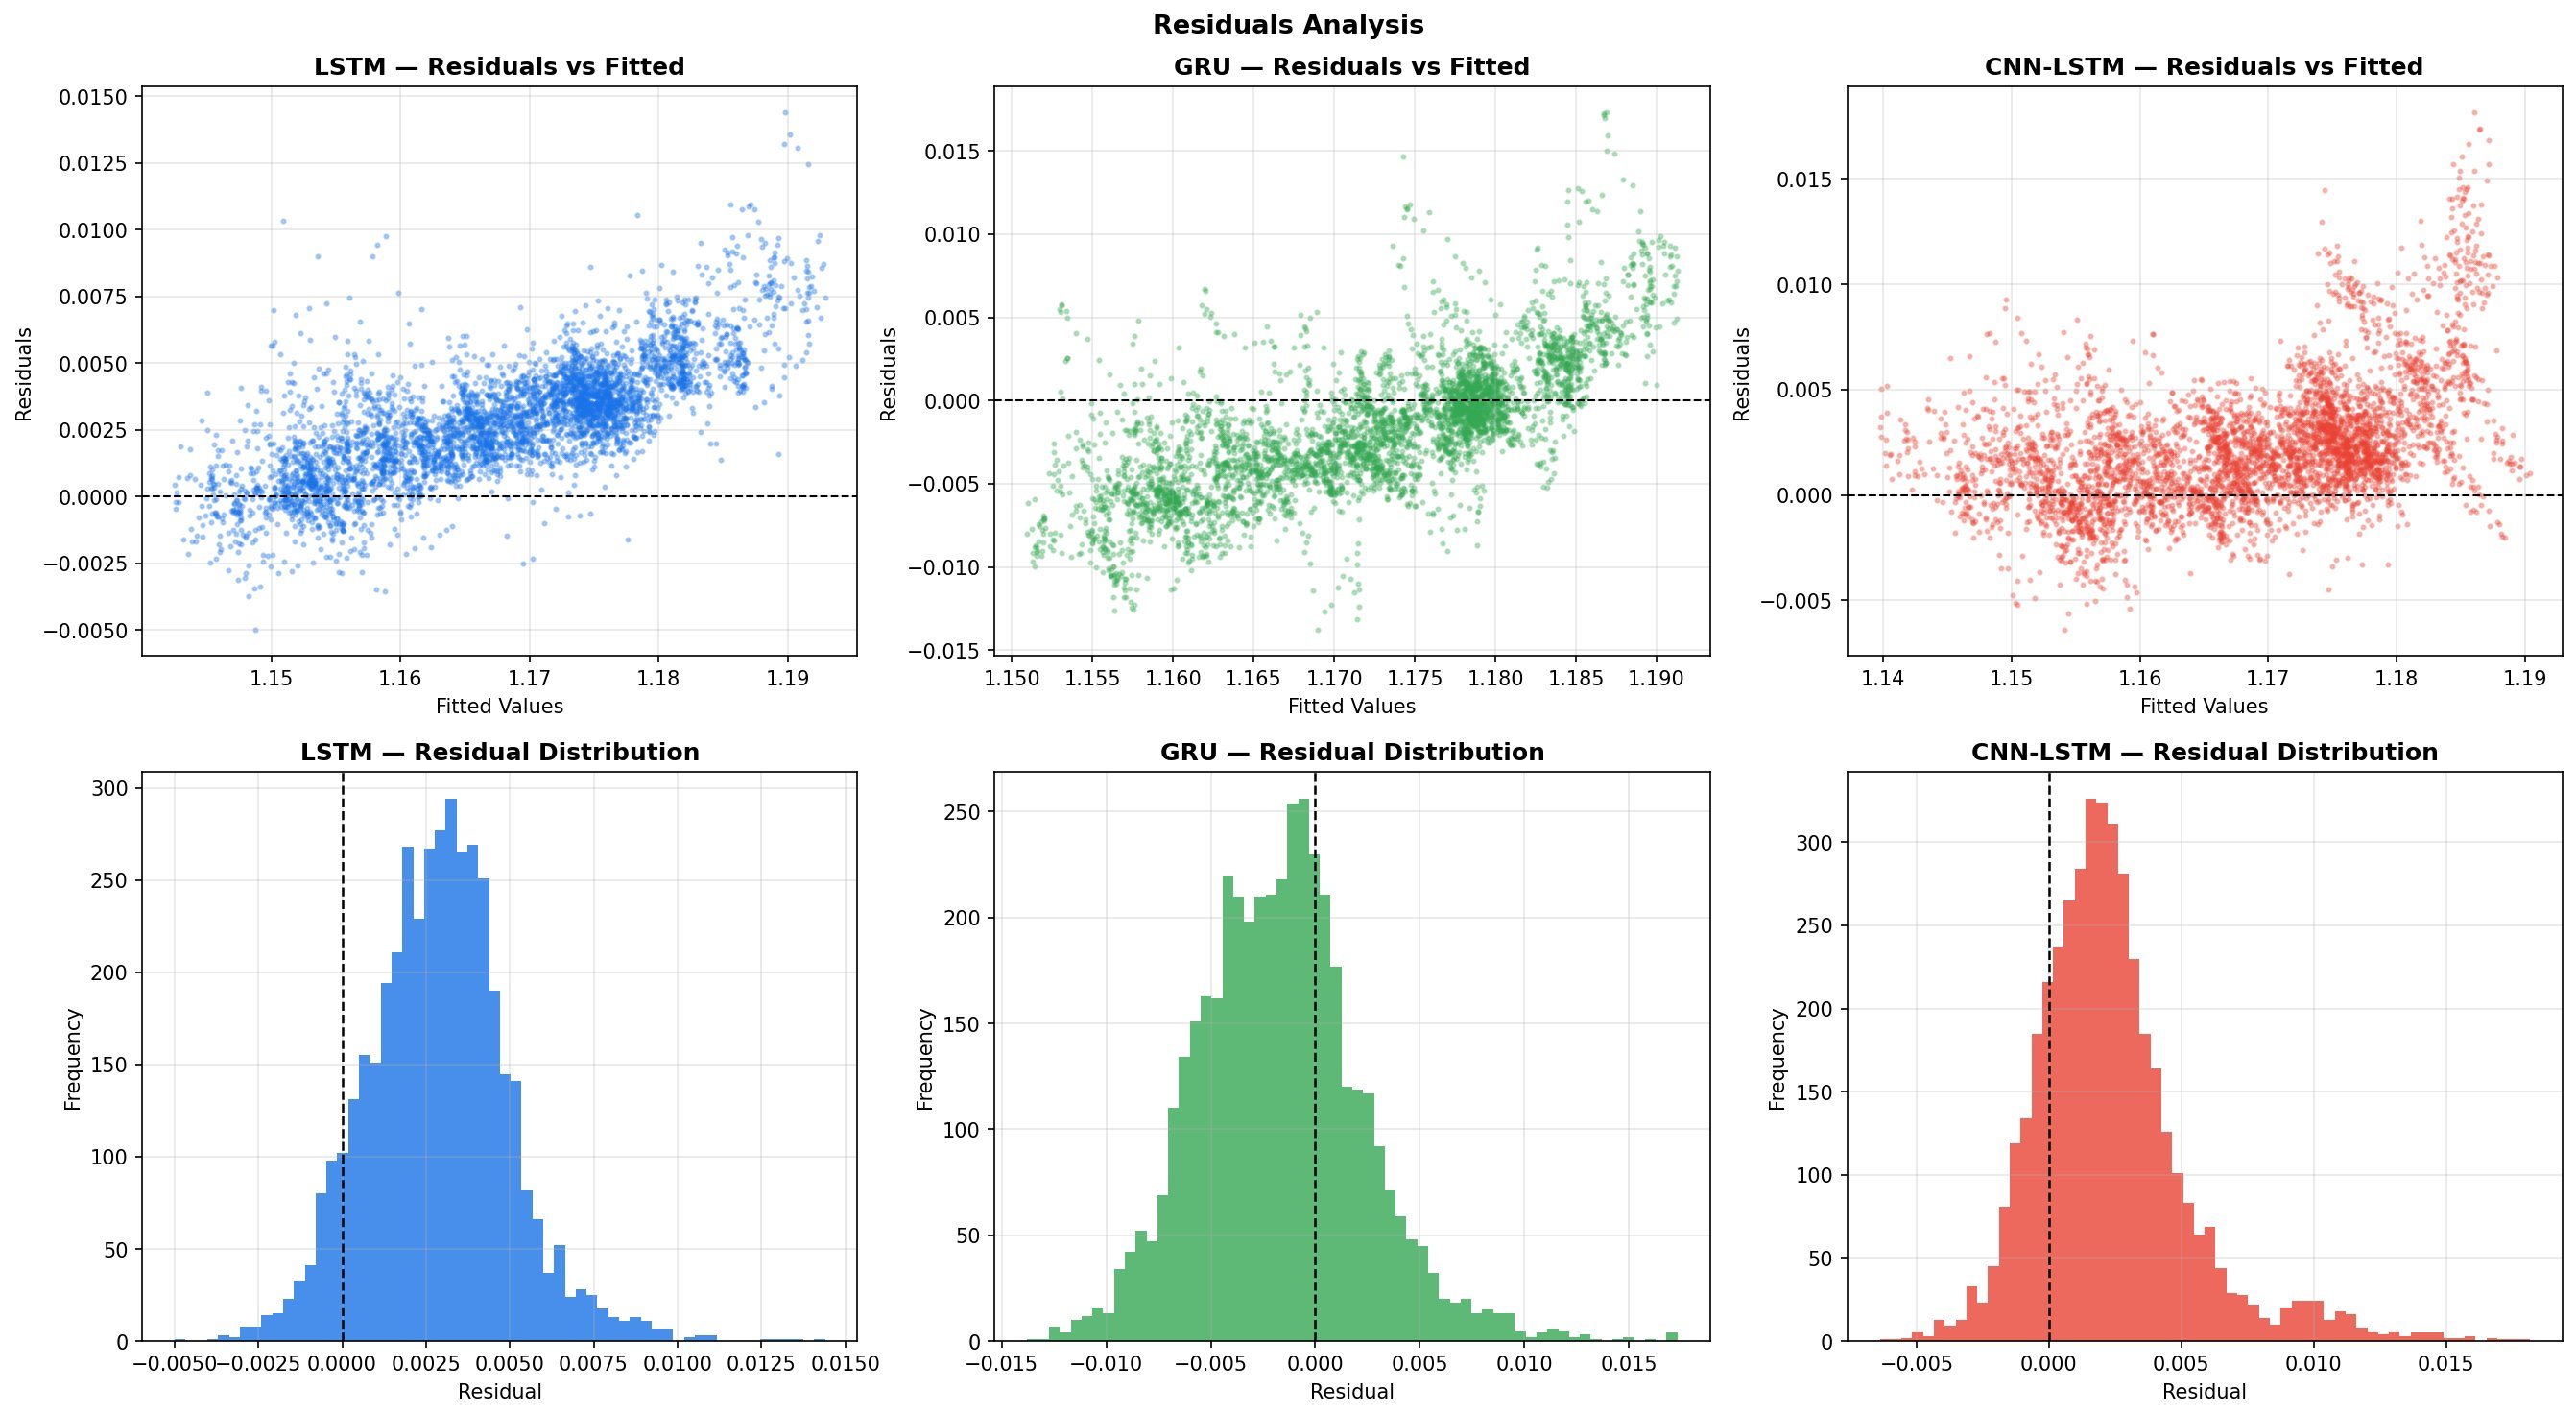 Residuals Analysis
LSTM — Residuals vs Fitted
0.0150
0.0125
0.0100
0.0075
0.0050
0.0025
0.0000
−0.0025
−0.0050
Residuals
1.15 1.16 1.17 1.18 1.19
Fitted Values
GRU — Residuals vs Fitted
0.015
0.010
0.005
0.000
−0.005
−0.010
−0.015
Residuals
1.150 1.155 1.160 1.165 1.170 1.175 1.180 1.185 1.190
Fitted Values
CNN-LSTM — Residuals vs Fitted
0.015
0.010
0.005
0.000
−0.005
Residuals
1.14 1.15 1.16 1.17 1.18 1.19
Fitted Values
LSTM — Residual Distribution
300
250
200
150
100
50
0
Frequency
−0.0050 −0.0025 0.0000 0.0025 0.0050 0.0075 0.0100 0.0125 0.0150
Residual
GRU — Residual Distribution
250
200
150
100
50
0
Frequency
−0.015 −0.010 −0.005 0.000 0.005 0.010 0.015
Residual
CNN-LSTM — Residual Distribution
300
250
200
150
100
50
0
Frequency
−0.005 0.000 0.005 0.010 0.015
Residual